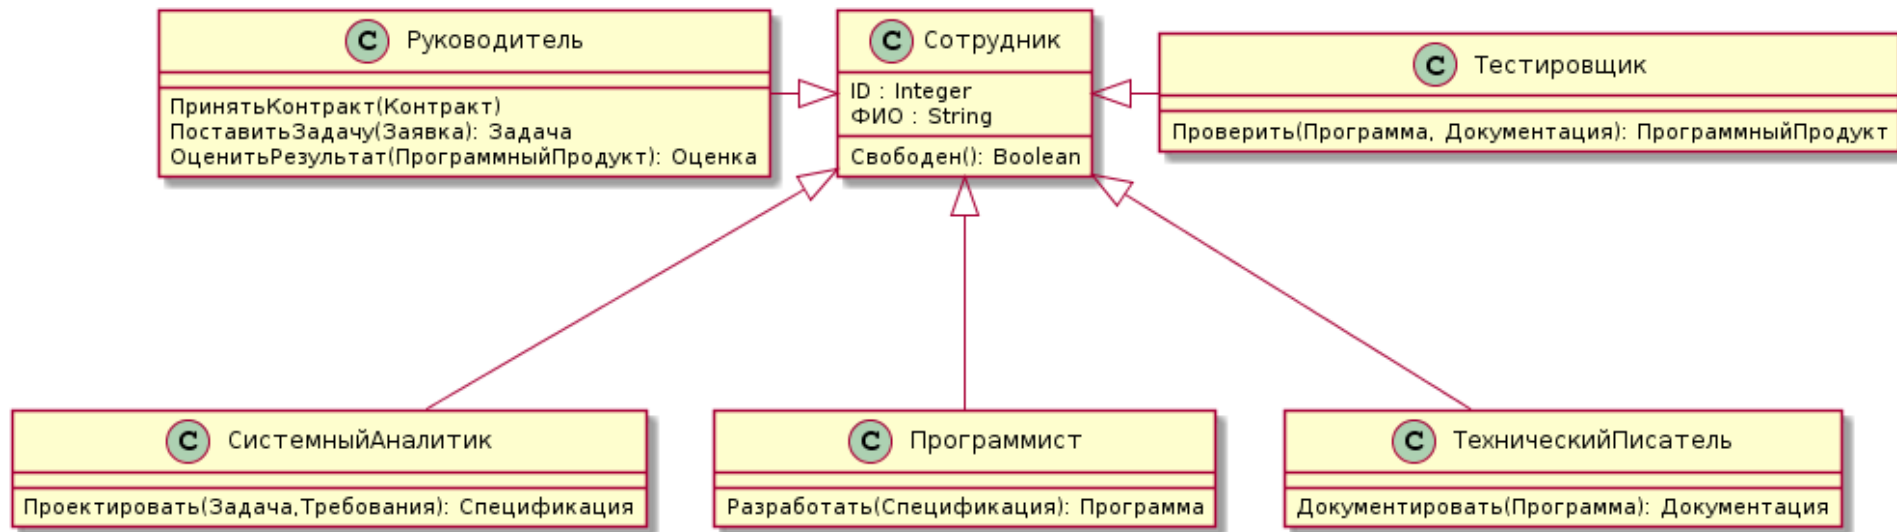 C Руководитель
ПринятьКонтракт(Контракт)
ПоставитьЗадачу(Заявка): Задача
ОценитьРезультат(ПрограммныйПродукт): Оценка
C Сотрудник
ID : Integer
ФИО : String
Свободен(): Boolean
C Тестировщик
Проверить(Программа, Документация): ПрограммныйПродукт
C СистемныйАналитик
Проектировать(Задача,Требования): Спецификация
C Программист
Разработать(Спецификация): Программа
C ТехническийПисатель
Документировать(Программа): Документация